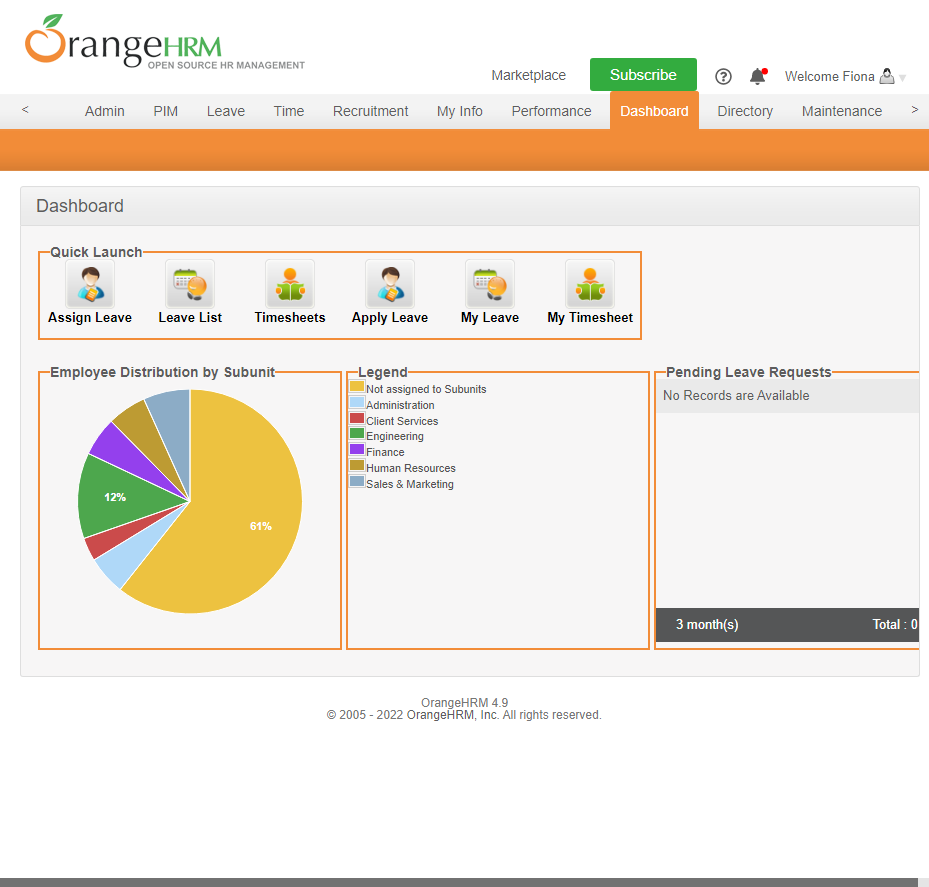 OrangeHRM
OPEN SOURCE HR MANAGEMENT
Marketplace Subscribe ? Welcome Fiona
< Admin PIM Leave Time Recruitment My Info Performance Dashboard Directory Maintenance >
Dashboard
Quick Launch
Assign Leave Leave List Timesheets Apply Leave My Leave My Timesheet
Employee Distribution by Subunit
12%
61%
Legend
Not assigned to Subunits
Administration
Client Services
Engineering
Finance
Human Resources
Sales & Marketing
Pending Leave Requests
No Records are Available
3 month(s) Total : 0
OrangeHRM 4.9
© 2005 - 2022 OrangeHRM, Inc. All rights reserved.